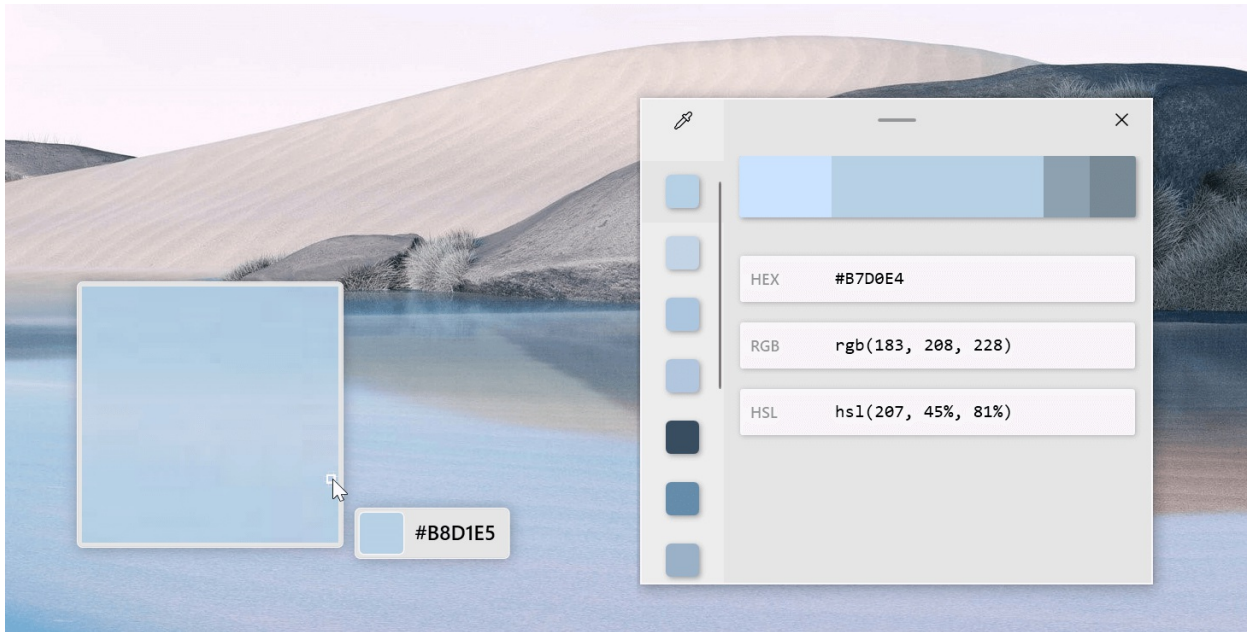 HEX #B7D0E4
RGB rgb(183, 208, 228)
HSL hsl(207, 45%, 81%)
#B8D1E5